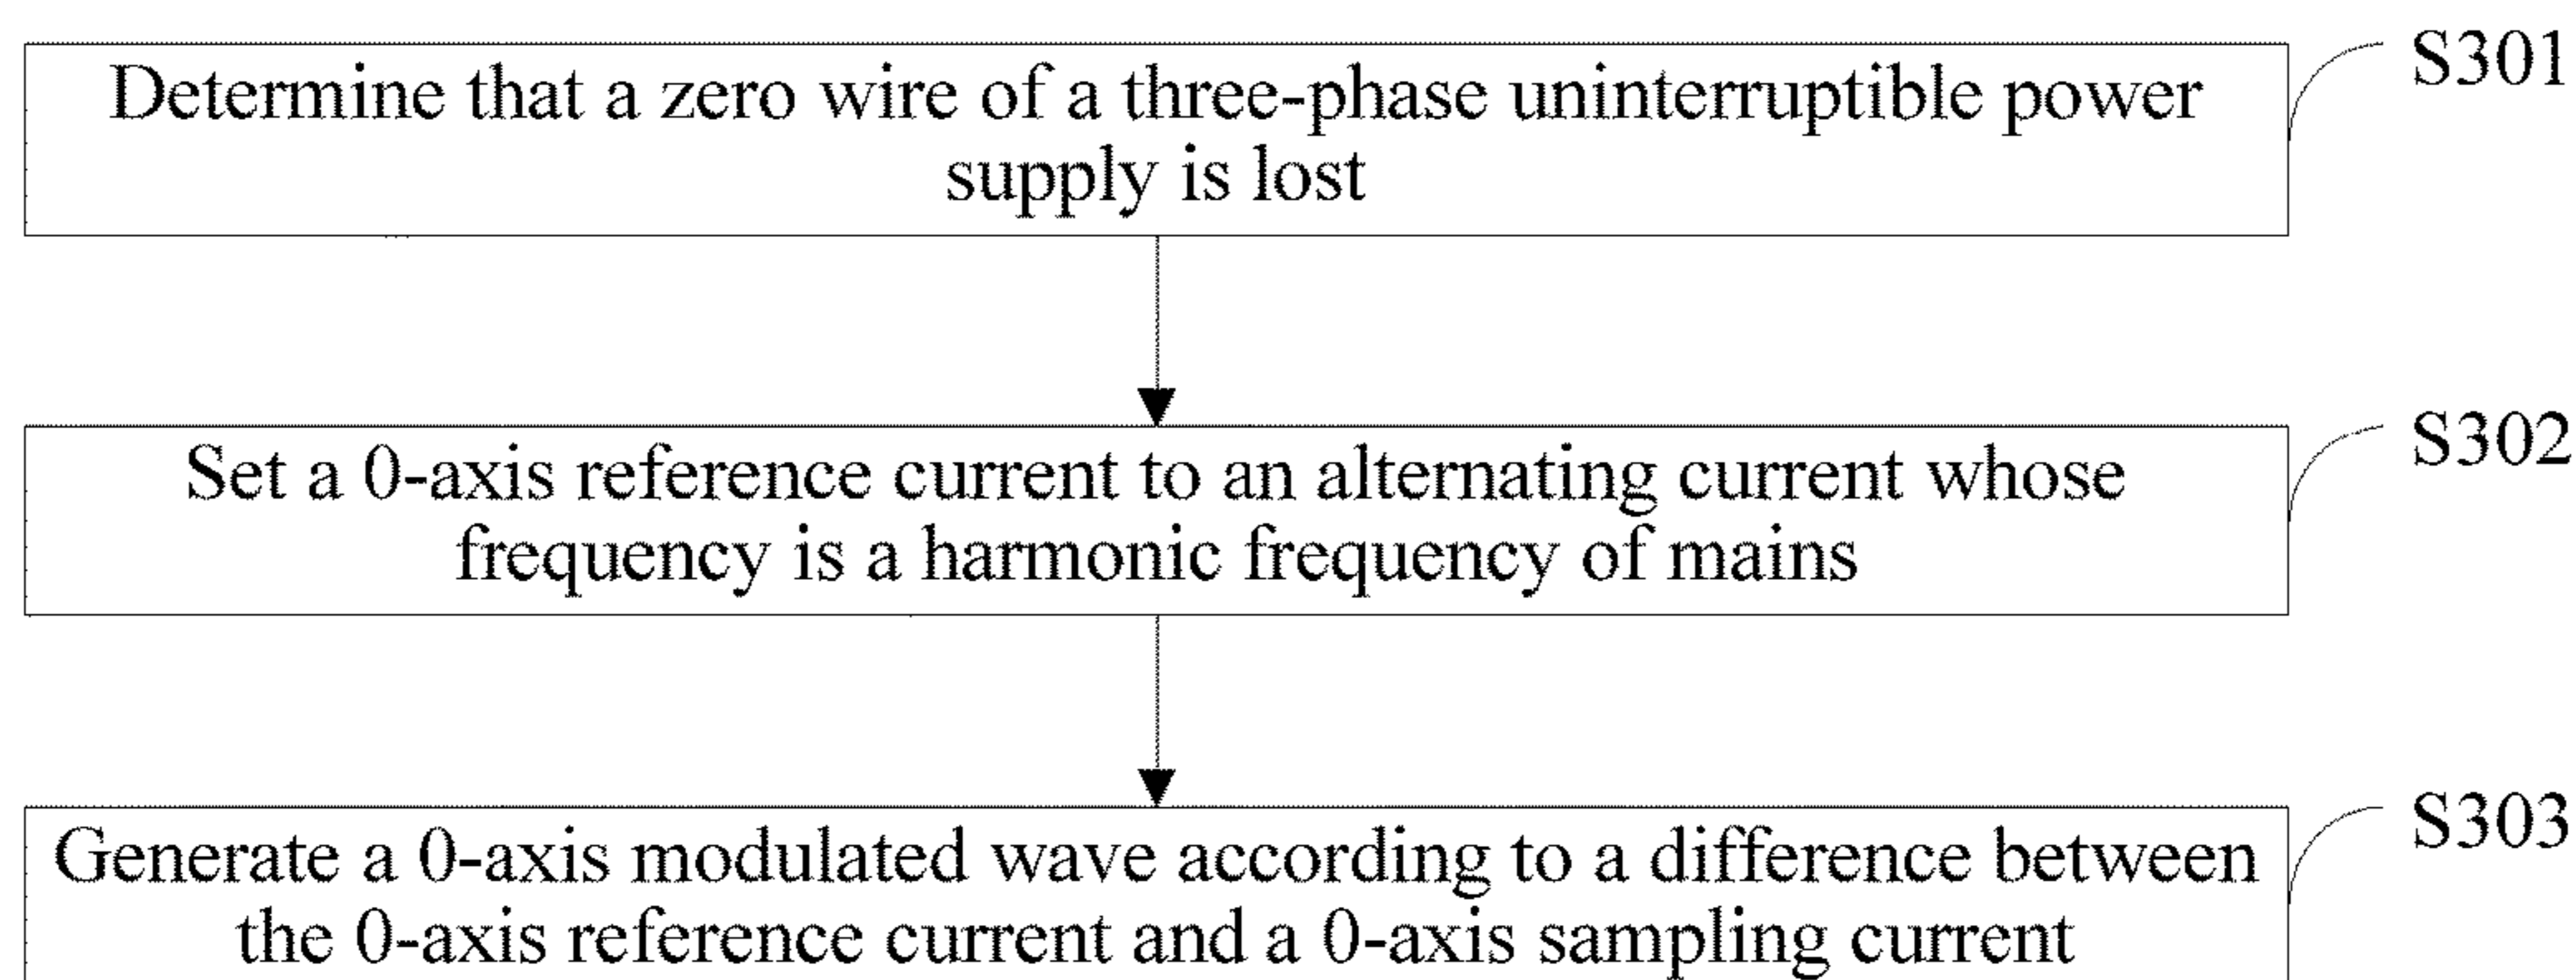 Determine that a zero wire of a three-phase uninterruptible power
supply is lost
S301
Set a 0-axis reference current to an alternating current whose
frequency is a harmonic frequency of mains
S302
Generate a 0-axis modulated wave according to a difference between
the 0-axis reference current and a 0-axis sampling current
S303